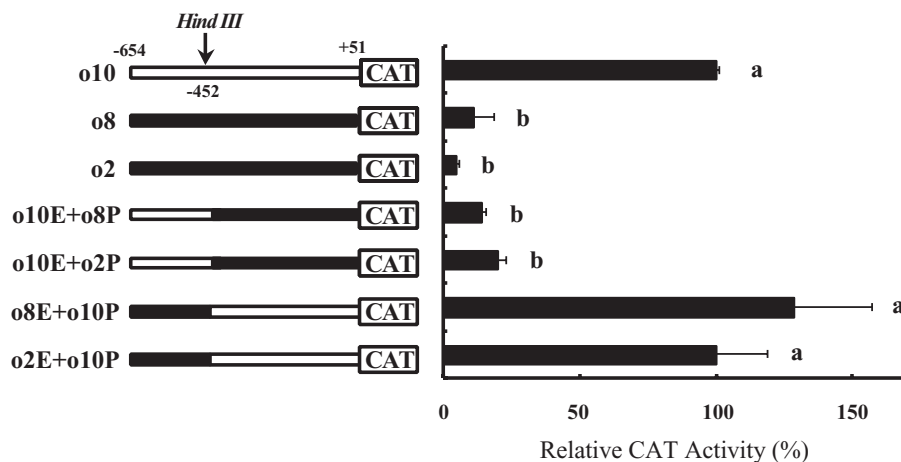 Hind III
-654
+51
o10
CAT
a
-452
o8
CAT
b
o2
CAT
b
o10E+o8P
CAT
b
o10E+o2P
CAT
b
o8E+o10P
CAT
a
o2E+o10P
CAT
a
0
50
100
150
Relative CAT Activity (%)